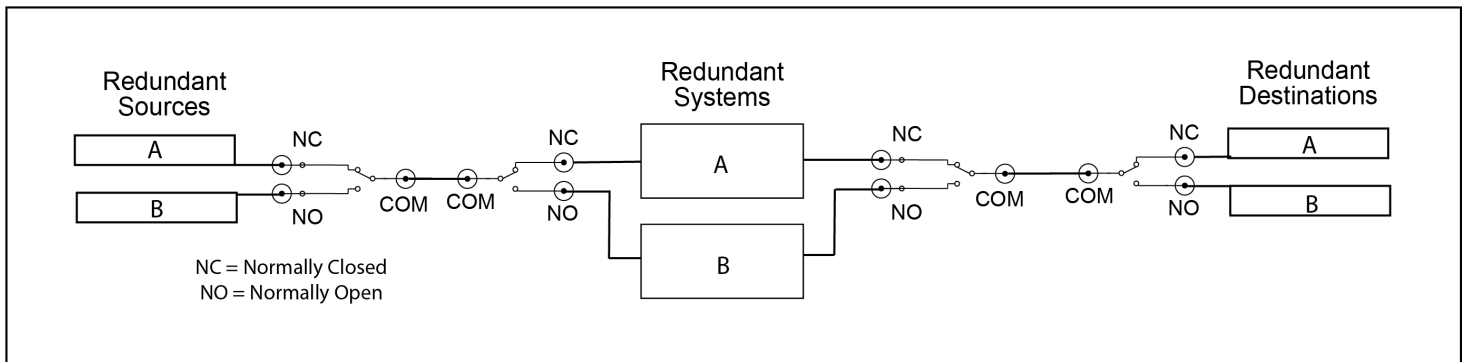 Redundant
Sources
A
B
NC
NO
COM
COM
NC
NO
Redundant
Systems
A
B
NC
NO
COM
COM
NC
NO
Redundant
Destinations
A
B
NC = Normally Closed
NO = Normally Open